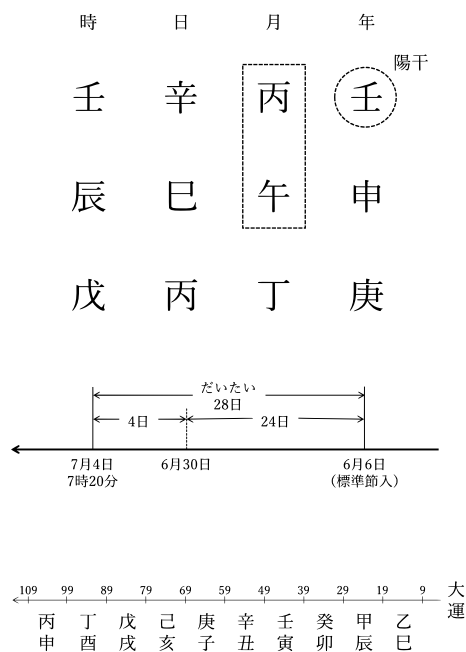 時 日 月 年
陽干
壬 辛 丙 壬
辰 巳 午 申
戊 丙 丁 庚
だいたい
28日
4日 24日
7月4日 6月30日 6月6日
7時20分 (標準節入)
109 99 89 79 69 59 49 39 29 19 9 大運
丙申 丁酉 戊戌 己亥 庚子 辛丑 壬寅 癸卯 甲辰 乙巳